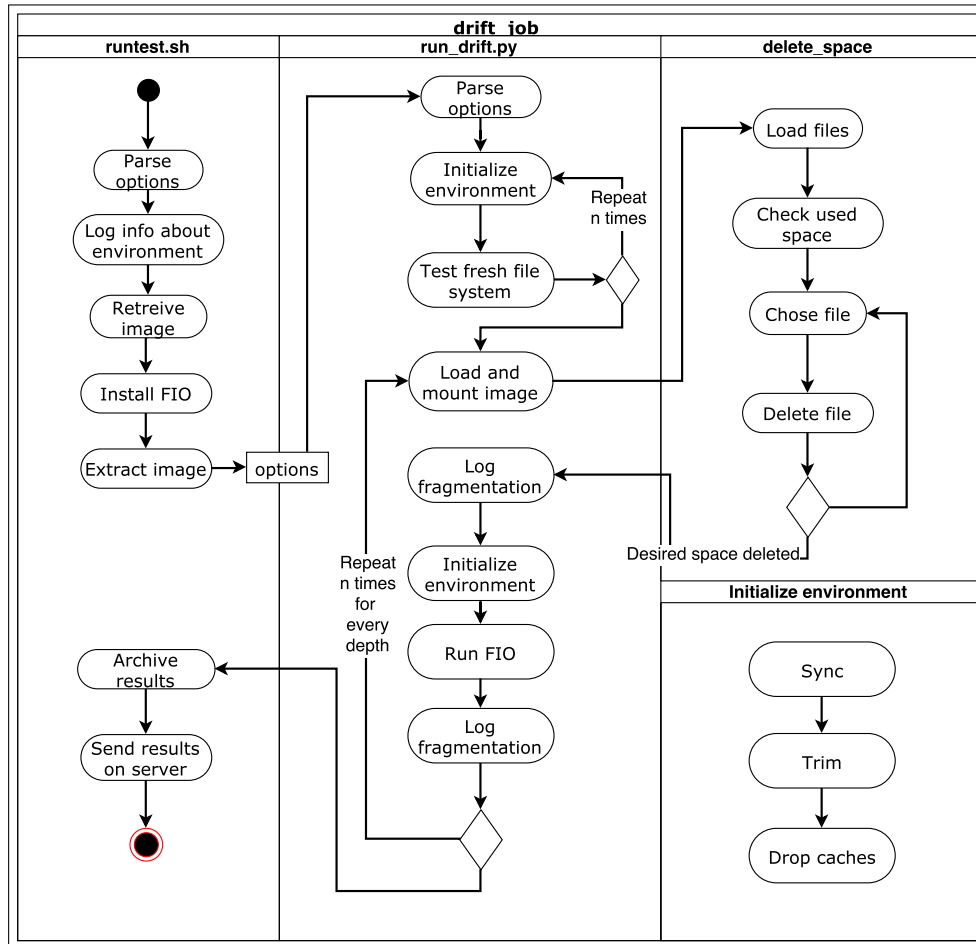 drift_job
runtest.sh
run_drift.py
delete_space
Parse
options
Log info about
environment
Retreive
image
Install FIO
Extract image
options
Archive
results
Send results
on server
Parse
options
Initialize
environment
Repeat
n times
Test fresh file
system
Load and
mount image
Log
fragmentation
Initialize
environment
Repeat
n times
for
every
depth
Run FIO
Log
fragmentation
Load files
Check used
space
Chose file
Delete file
Desired space deleted
Initialize environment
Sync
Trim
Drop caches